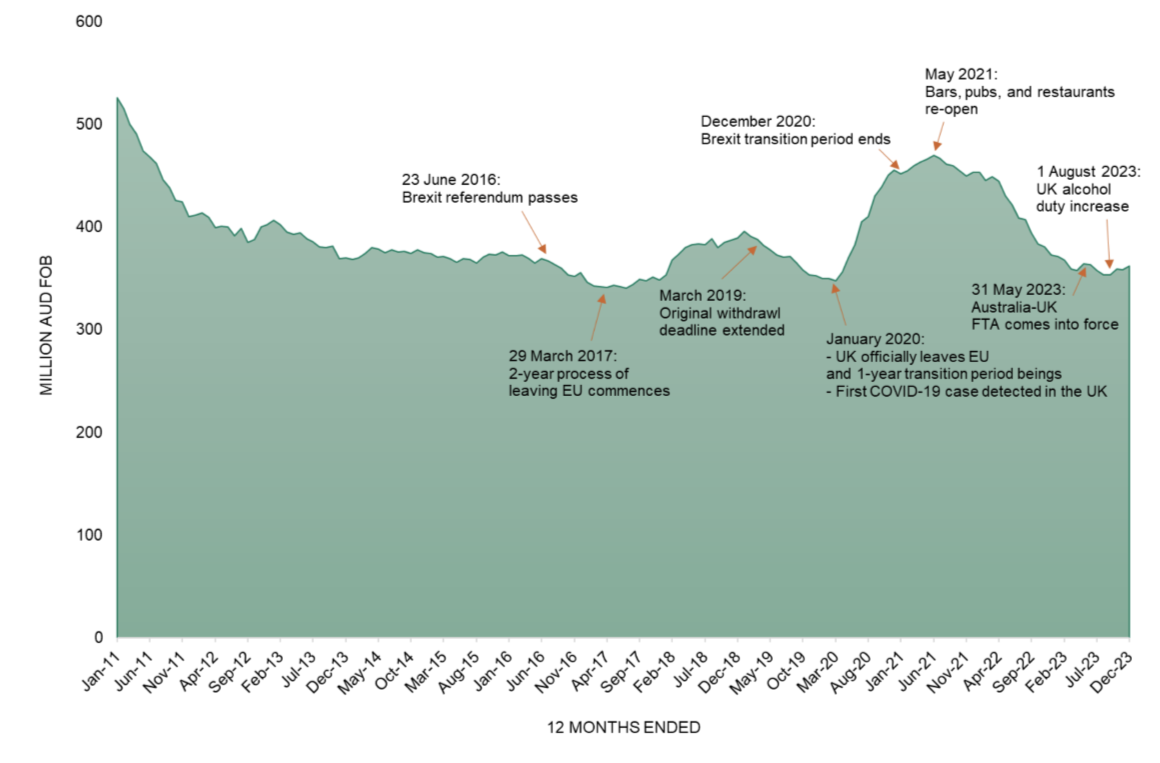 600
500
400
300
200
100
0
MILLION AUD FOB
23 June 2016:
Brexit referendum passes
29 March 2017:
2-year process of
leaving EU commences
March 2019:
Original withdrawl
deadline extended
December 2020:
Brexit transition period ends
May 2021:
Bars, pubs, and restaurants
re-open
January 2020:
- UK officially leaves EU
and 1-year transition period beings
- First COVID-19 case detected in the UK
31 May 2023:
Australia-UK
FTA comes into force
1 August 2023:
UK alcohol
duty increase
Jan-11
Jun-11
Nov-11
Apr-12
Sep-12
Feb-13
Jul-13
Dec-13
May-14
Oct-14
Mar-15
Aug-15
Jan-16
Jun-16
Nov-16
Apr-17
Sep-17
Feb-18
Jul-18
Dec-18
May-19
Oct-19
Mar-20
Aug-20
Jan-21
Jun-21
Nov-21
Apr-22
Sep-22
Feb-23
Jul-23
Dec-23
12 MONTHS ENDED